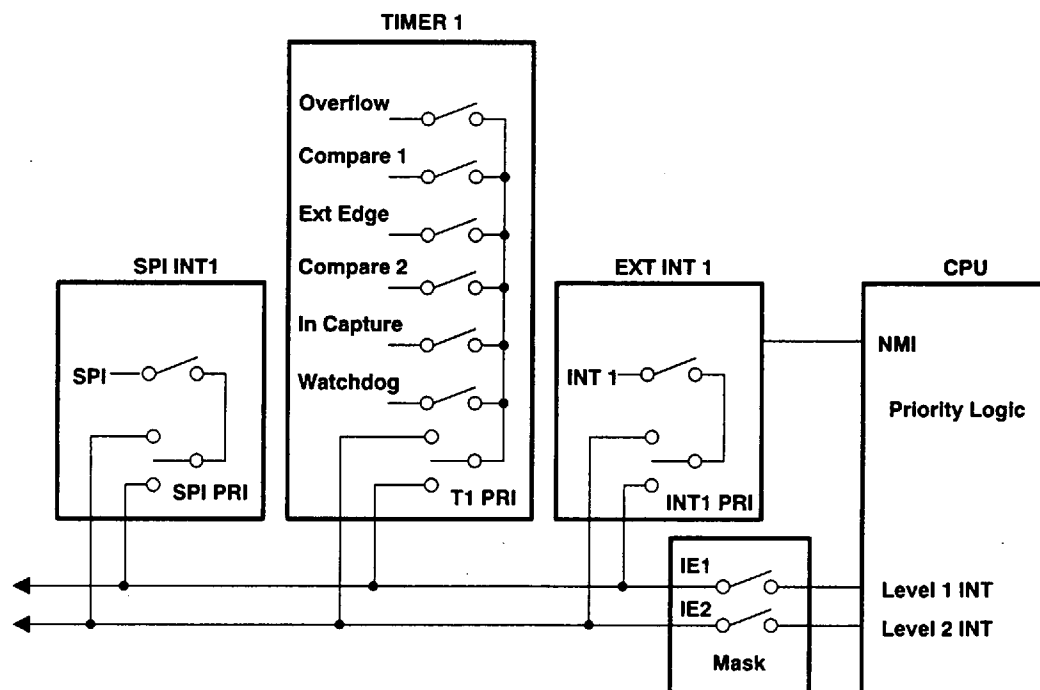 TIMER 1
Overflow
Compare 1
Ext Edge
Compare 2
In Capture
Watchdog
T1 PRI
SPI INT1
SPI
SPI PRI
EXT INT 1
INT 1
INT1 PRI
CPU
NMI
Priority Logic
Level 1 INT
Level 2 INT
IE1
IE2
Mask